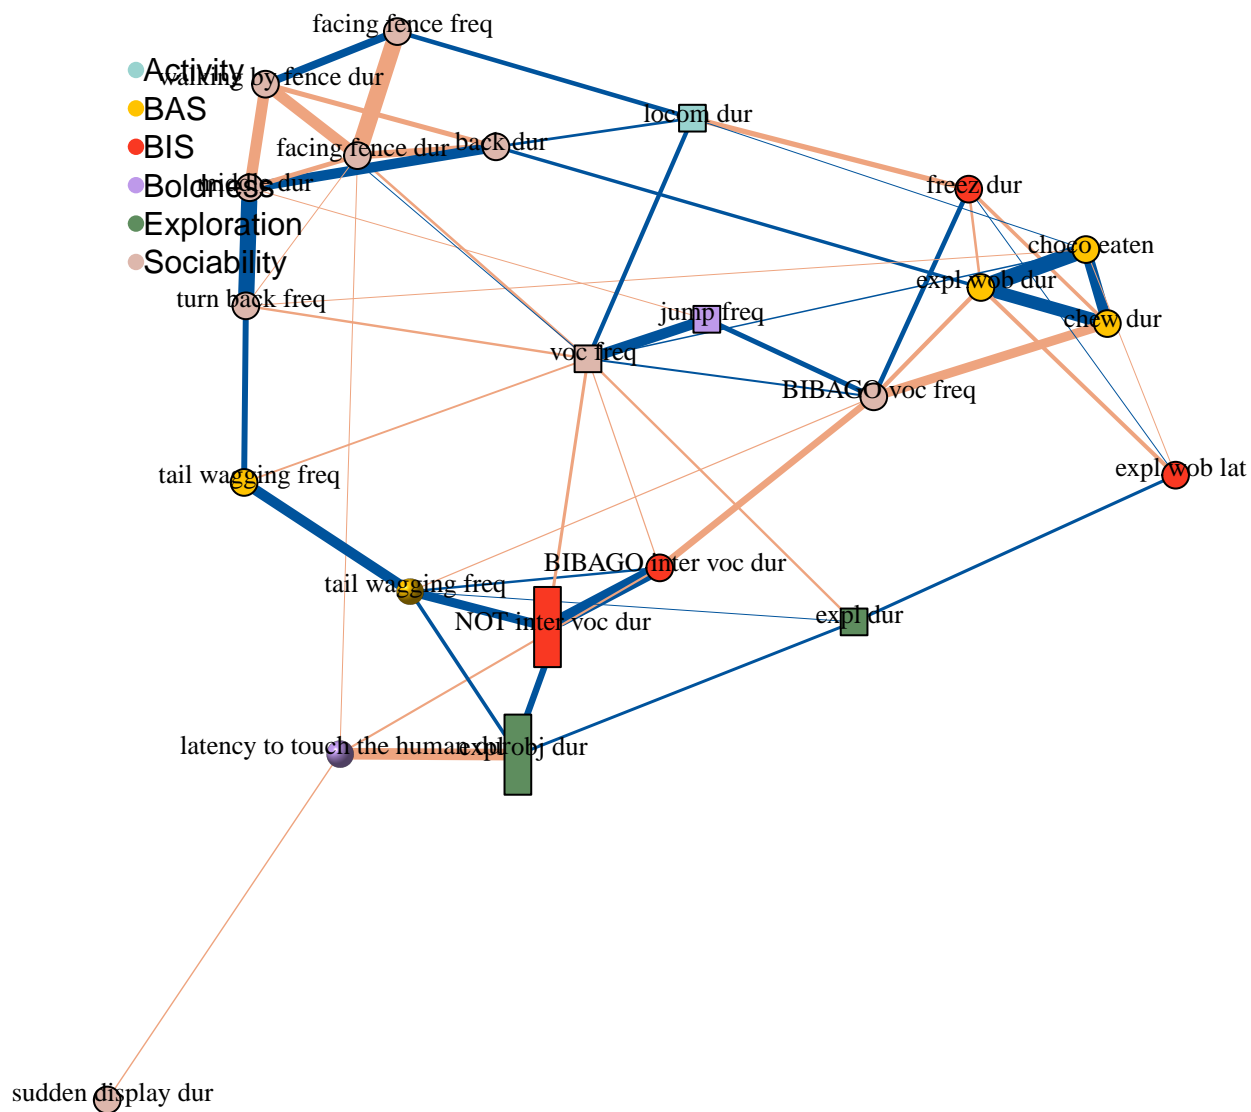 facing fence freq
Activity
walking by fence dur
BAS
locom dur
BIS
facing fence dur
back dur
middle dur
Boldness
freez dur
Exploration
choco eaten
Sociability
expl wob dur
turn back freq
jump freq
chew dur
voc freq
BIBAGO voc freq
tail wagging freq
expl wob lat
BIBAGO inter voc dur
tail wagging freq
NOT inter voc dur
expl dur
latency to touch the human dur
expl obj dur
sudden display dur